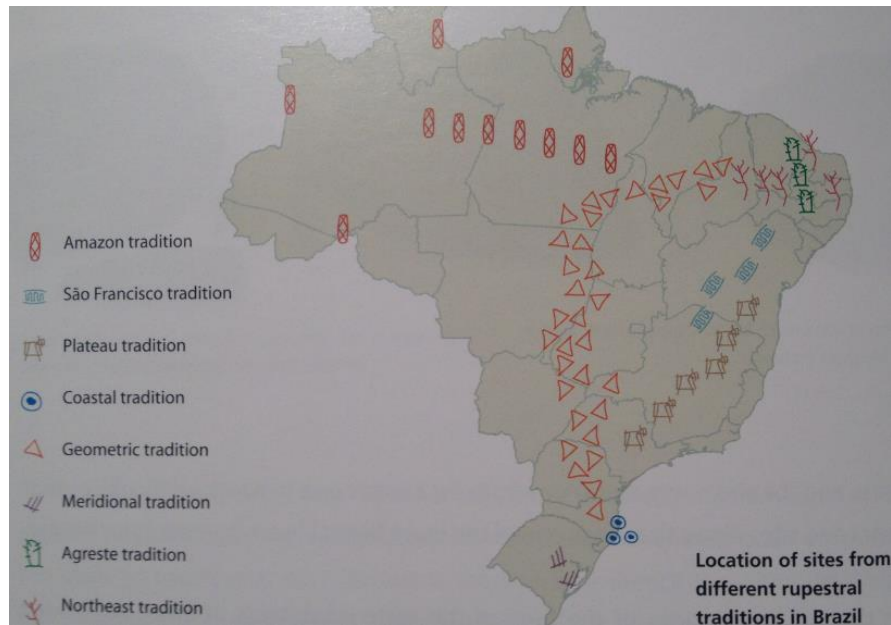 Amazon tradition
São Francisco tradition
Plateau tradition
Coastal tradition
Geometric tradition
Meridional tradition
Agreste tradition
Northeast tradition
Location of sites from
different rupestral
traditions in Brazil